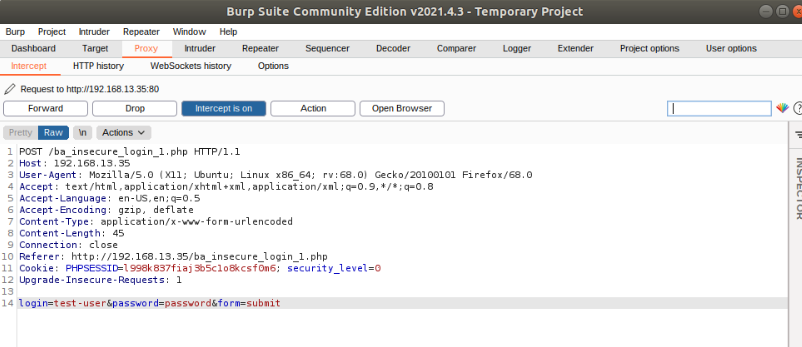 Burp Suite Community Edition v2021.4.3 - Temporary Project
Burp Project Intruder Repeater Window Help
Dashboard Target Proxy Intruder Repeater Sequencer Decoder Comparer Logger Extender Project options User options
Intercept HTTP history WebSockets history Options
Request to http://192.168.13.35:80
Forward Drop Intercept is on Action Open Browser ?
Pretty Raw \n Actions
1 POST /ba_insecure_login_1.php HTTP/1.1
2 Host: 192.168.13.35
3 User-Agent: Mozilla/5.0 (X11; Ubuntu; Linux x86_64; rv:68.0) Gecko/20100101 Firefox/68.0
4 Accept: text/html,application/xhtml+xml,application/xml;q=0.9,*/*;q=0.8
5 Accept-Language: en-US,en;q=0.5
6 Accept-Encoding: gzip, deflate
7 Content-Type: application/x-www-form-urlencoded
8 Content-Length: 45
9 Connection: close
10 Referer: http://192.168.13.35/ba_insecure_login_1.php
11 Cookie: PHPSESSID=l998k837fiaj3b5c1o8kcsf0m6; security_level=0
12 Upgrade-Insecure-Requests: 1
13
14 login=test-user&password=password&form=submit
INSPECTOR